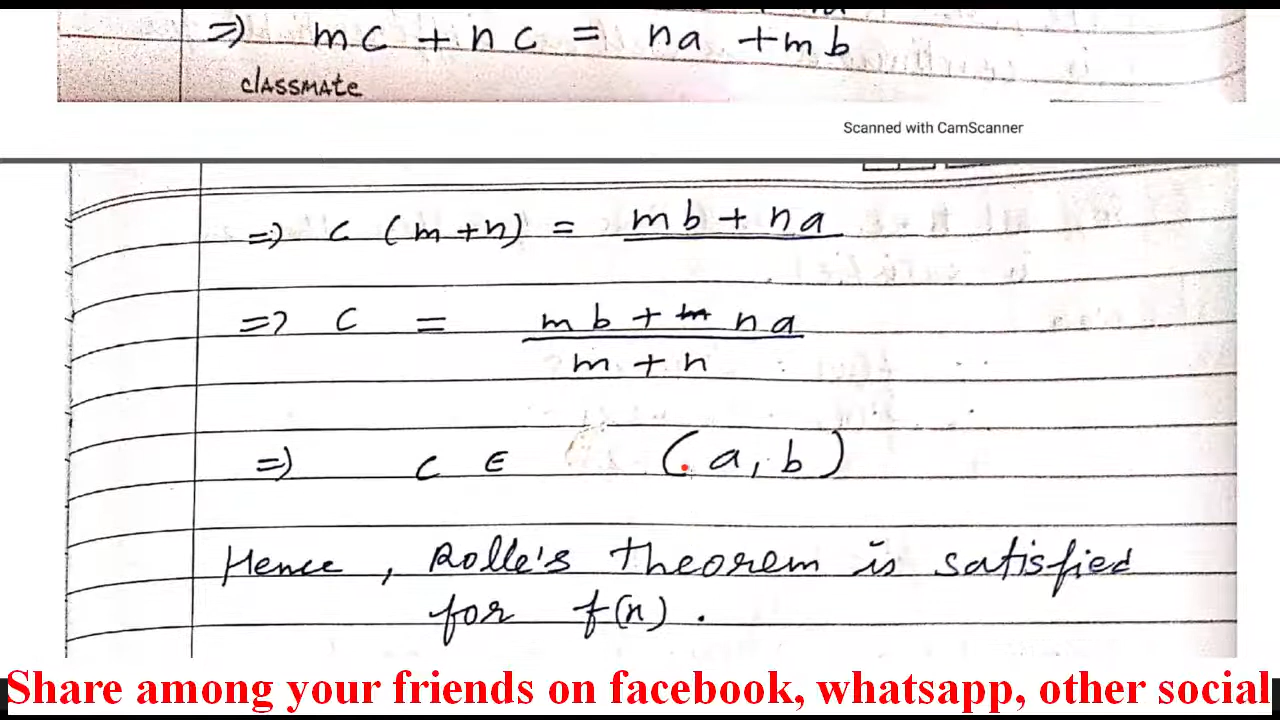 => mc + nc = na + mb
classmate
Scanned with CamScanner
=> c (m+n) = mb + na
=> c = mb + na
m + n
=> c ∈ (a, b)
Hence, Rolle's theorem is satisfied
for f(n).
Share among your friends on facebook, whatsapp, other social